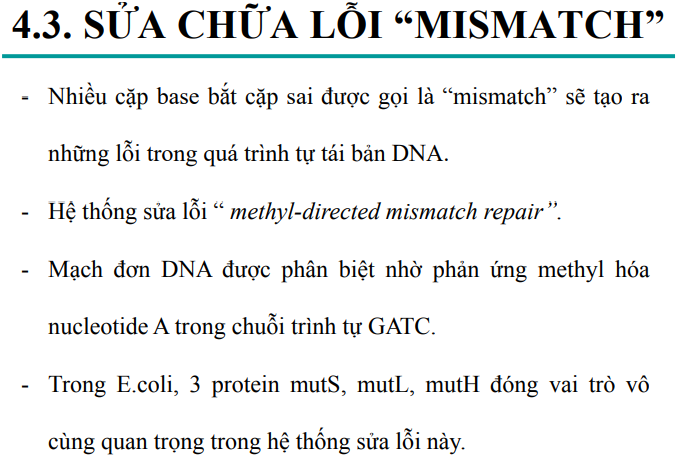 4.3. SỬA CHỮA LỖI “MISMATCH”
- Nhiều cặp base bắt cặp sai được gọi là “mismatch” sẽ tạo ra
những lỗi trong quá trình tự tái bản DNA.
- Hệ thống sửa lỗi “ methyl-directed mismatch repair”.
- Mạch đơn DNA được phân biệt nhờ phản ứng methyl hóa
nucleotide A trong chuỗi trình tự GATC.
- Trong E.coli, 3 protein mutS, mutL, mutH đóng vai trò vô
cùng quan trọng trong hệ thống sửa lỗi này.